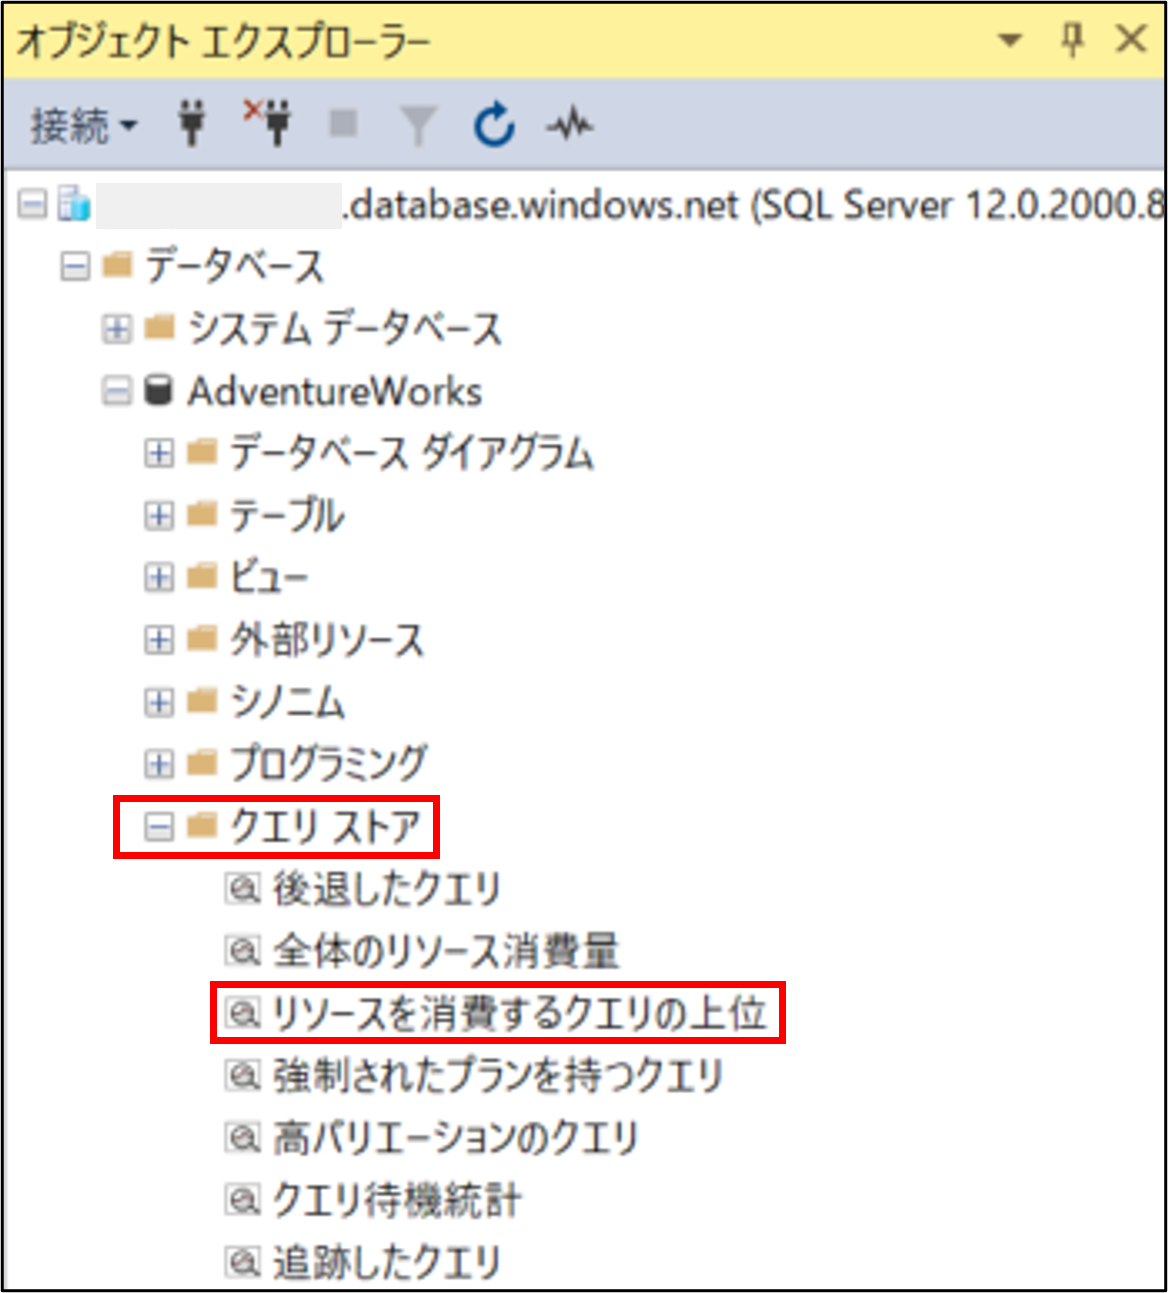 オブジェクト エクスプローラー
接続
.database.windows.net (SQL Server 12.0.2000.8
データベース
システム データベース
AdventureWorks
データベース ダイアグラム
テーブル
ビュー
外部リソース
シノニム
プログラミング
クエリ ストア
後退したクエリ
全体のリソース消費量
リソースを消費するクエリの上位
強制されたプランを持つクエリ
高バリエーションのクエリ
クエリ待機統計
追跡したクエリ